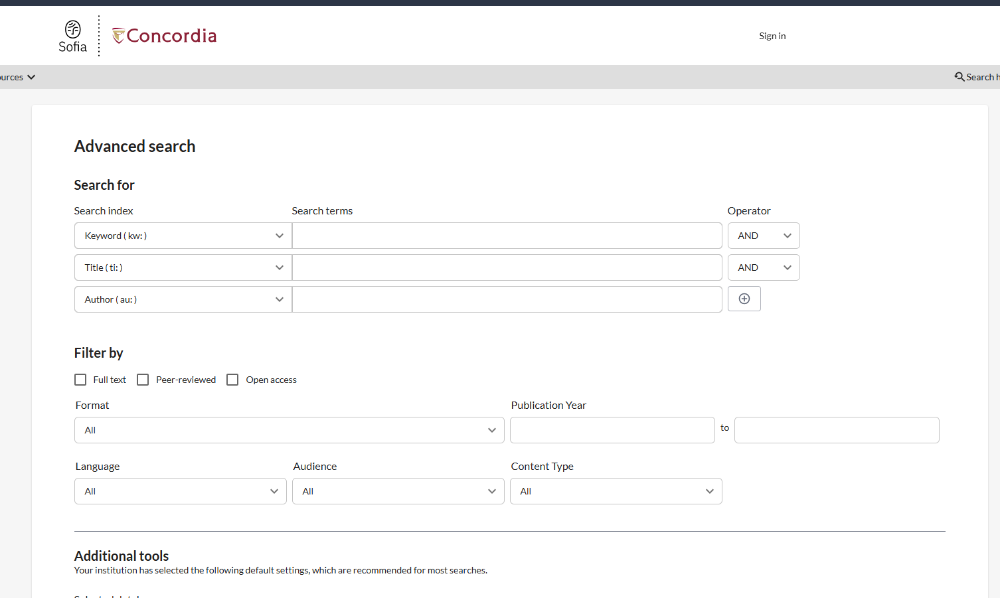 Sofia
Concordia
Sign in
urces
Search h
Advanced search
Search for
Search index Search terms Operator
Keyword ( kw: ) AND
Title ( ti: ) AND
Author ( au: )
Filter by
Full text Peer-reviewed Open access
Format Publication Year
All to
Language Audience Content Type
All All All
Additional tools
Your institution has selected the following default settings, which are recommended for most searches.